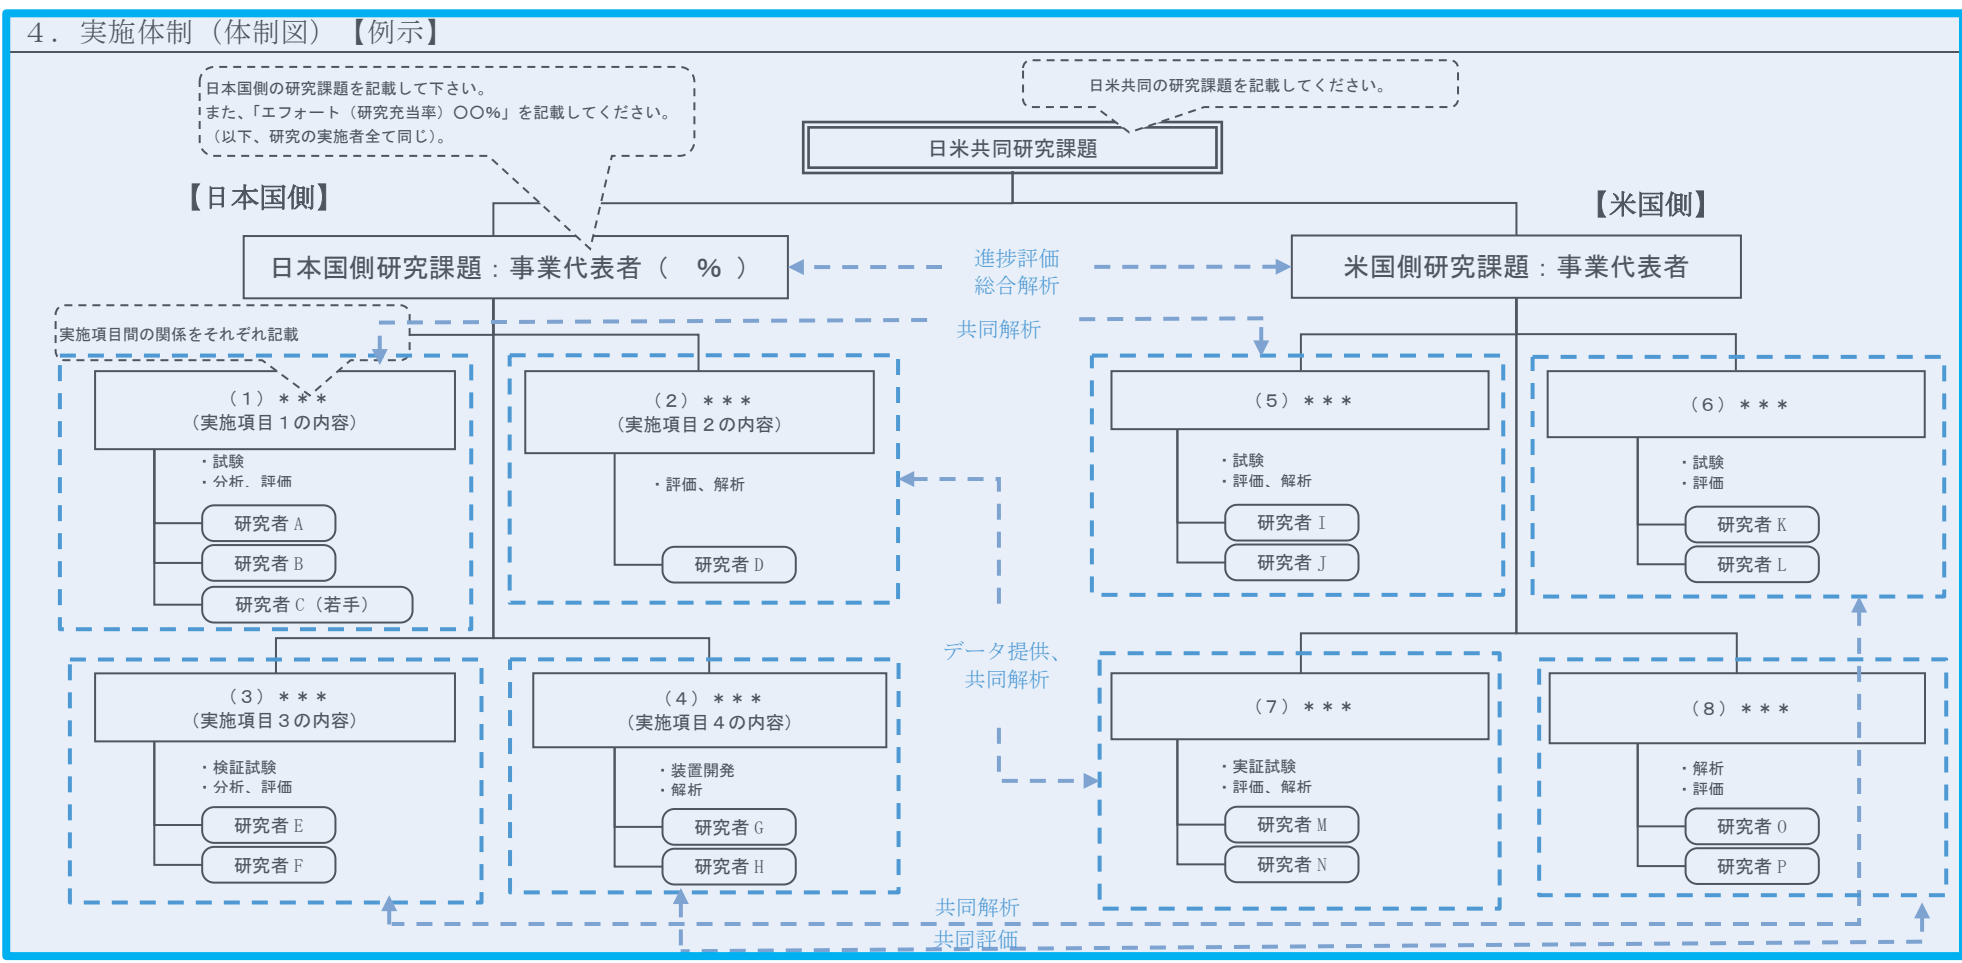 ４．実施体制（体制図）【例示】
日本国側の研究課題を記載して下さい。
また、「エフォート（研究充当率）〇〇％」を記載してください。
（以下、研究の実施者全て同じ）。
日米共同の研究課題を記載してください。
日米共同研究課題
【日本国側】
【米国側】
日本国側研究課題：事業代表者（　％ ）
進捗評価
総合解析
米国側研究課題：事業代表者
共同解析
実施項目間の関係をそれぞれ記載
（１）＊＊＊
（実施項目１の内容）
・試験
・分析、評価
研究者 A
研究者 B
研究者 C（若手）
（２）＊＊＊
（実施項目２の内容）
・評価、解析
研究者 D
（５）＊＊＊
・試験
・評価、解析
研究者 I
研究者 J
（６）＊＊＊
・試験
・評価
研究者 K
研究者 L
データ提供、
共同解析
（３）＊＊＊
（実施項目３の内容）
・検証試験
・分析、評価
研究者 E
研究者 F
（４）＊＊＊
（実施項目４の内容）
・装置開発
・解析
研究者 G
研究者 H
（７）＊＊＊
・実証試験
・評価、解析
研究者 M
研究者 N
（８）＊＊＊
・解析
・評価
研究者 O
研究者 P
共同解析
共同評価